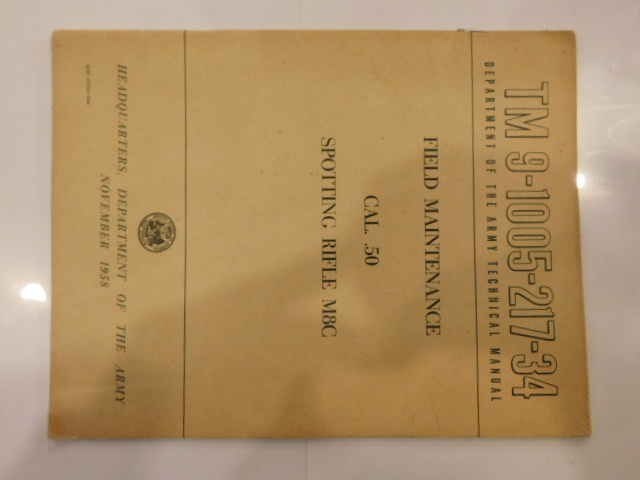 TM 9-1005-217-34
DEPARTMENT OF THE ARMY TECHNICAL MANUAL
FIELD MAINTENANCE
CAL. .50
SPOTTING RIFLE M8C
HEADQUARTERS, DEPARTMENT OF THE ARMY
NOVEMBER 1958